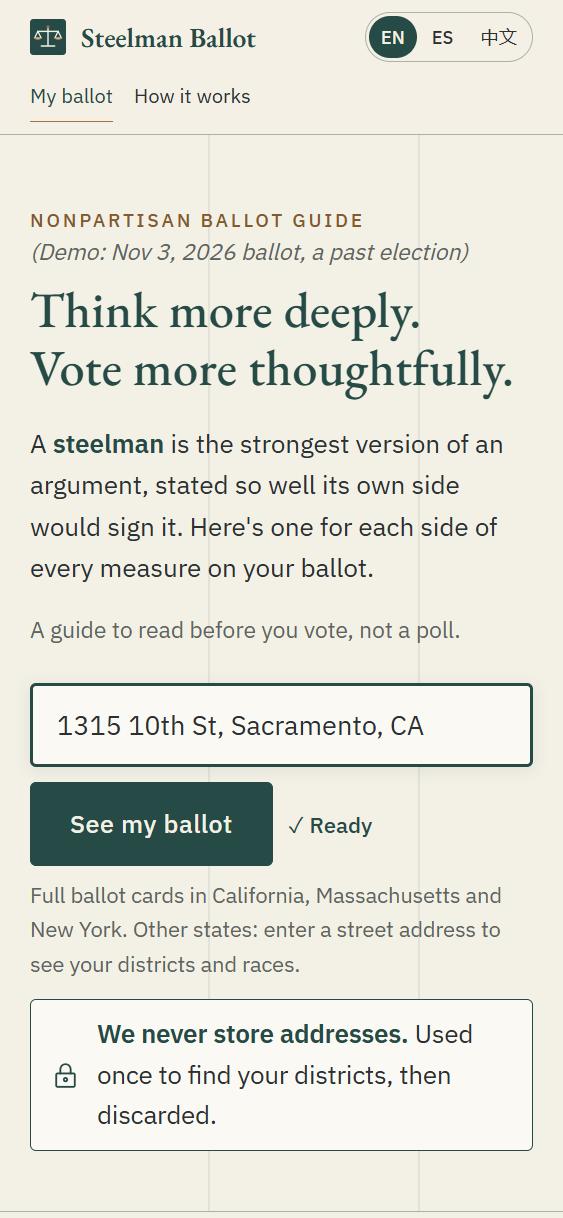 Steelman Ballot
EN ES 中文
My ballot How it works
NONPARTISAN BALLOT GUIDE
(Demo: Nov 3, 2026 ballot, a past election)
Think more deeply.
Vote more thoughtfully.
A steelman is the strongest version of an
argument, stated so well its own side
would sign it. Here's one for each side of
every measure on your ballot.
A guide to read before you vote, not a poll.
1315 10th St, Sacramento, CA
See my ballot ✓ Ready
Full ballot cards in California, Massachusetts and
New York. Other states: enter a street address to
see your districts and races.
We never store addresses. Used
once to find your districts, then
discarded.